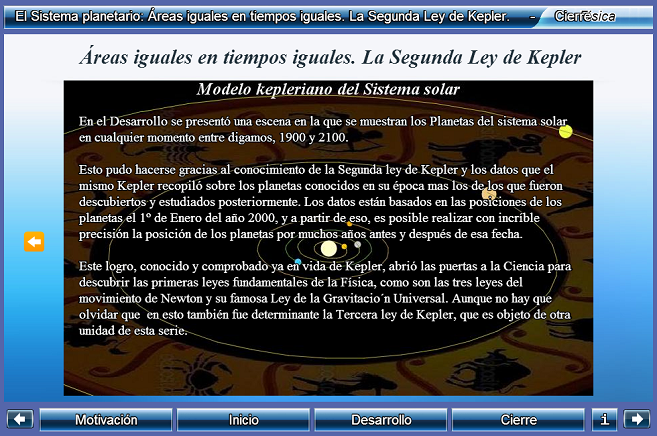 El Sistema planetario: Áreas iguales en tiempos iguales. La Segunda Ley de Kepler. - Cierre
Áreas iguales en tiempos iguales. La Segunda Ley de Kepler
Modelo kepleriano del Sistema solar
En el Desarrollo se presentó una escena en la que se muestran los Planetas del sistema solar
en cualquier momento entre digamos, 1900 y 2100.
Esto pudo hacerse gracias al conocimiento de la Segunda ley de Kepler y los datos que el
mismo Kepler recopiló sobre los planetas conocidos en su época mas los de los que fueron
descubiertos y estudiados posteriormente. Los datos están basados en las posiciones de los
planetas el 1º de Enero del año 2000, y a partir de eso, es posible realizar con incrible
precisión la posición de los planetas por muchos años antes y después de esa fecha.
Este logro, conocido y comprobado ya en vida de Kepler, abrió las puertas a la Ciencia para
descubrir las primeras leyes fundamentales de la Física, como son las tres leyes del
movimiento de Newton y su famosa Ley de la Gravitacio´n Universal. Aunque no hay que
olvidar que en esto también fue determinante la Tercera ley de Kepler, que es objeto de otra
unidad de esta serie.
Motivación Inicio Desarrollo Cierre i